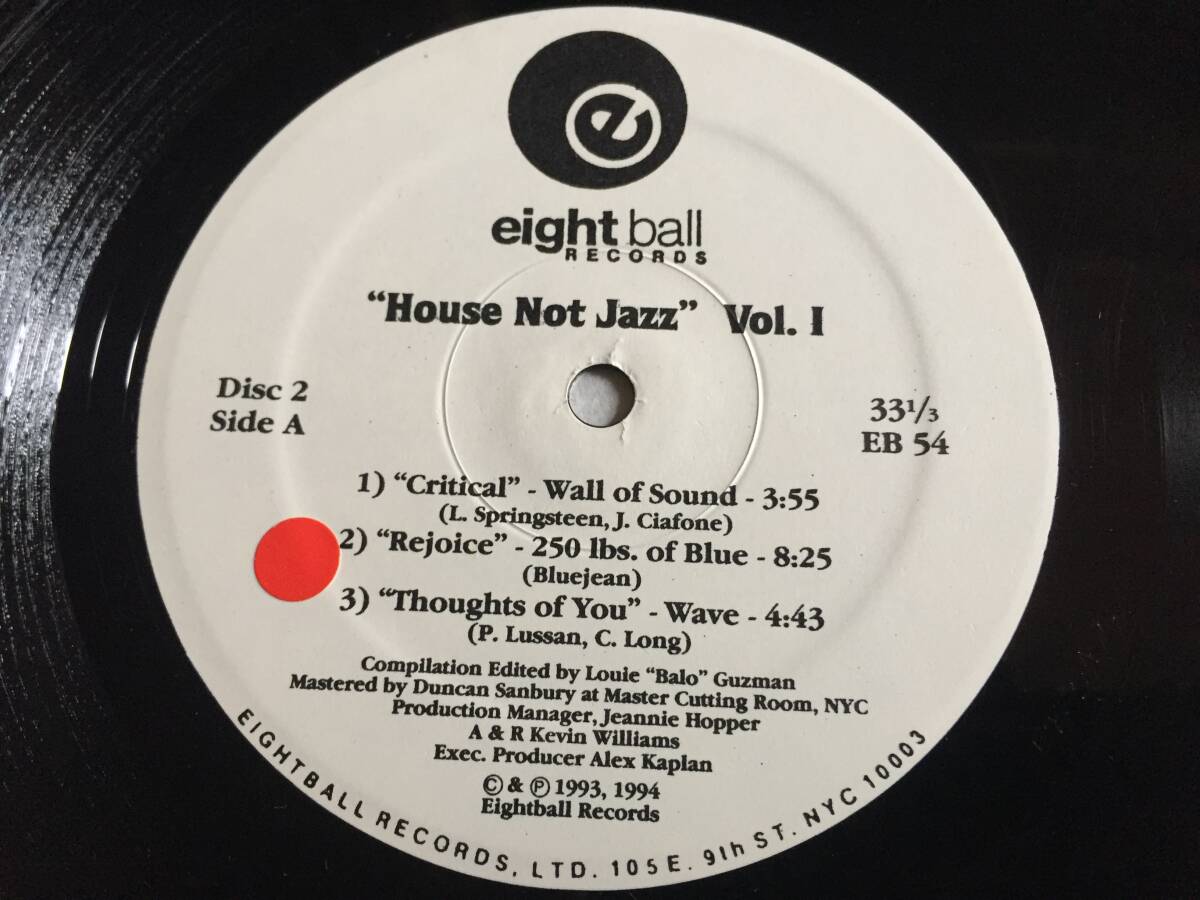 e
eight ball
RECORDS
“House Not Jazz” Vol. I
Disc 2
Side A
33 1/3
EB 54
1) “Critical” - Wall of Sound - 3:55
(L. Springsteen, J. Ciafone)
2) “Rejoice” - 250 lbs. of Blue - 8:25
(Bluejean)
3) “Thoughts of You” - Wave - 4:43
(P. Lussan, C. Long)
Compilation Edited by Louie “Balo” Guzman
Mastered by Duncan Sanbury at Master Cutting Room, NYC
Production Manager, Jeannie Hopper
A & R Kevin Williams
Exec. Producer Alex Kaplan
© & ℗ 1993, 1994
Eightball Records
EIGHTBALL RECORDS, LTD. 105 E. 9th ST. NYC 10003